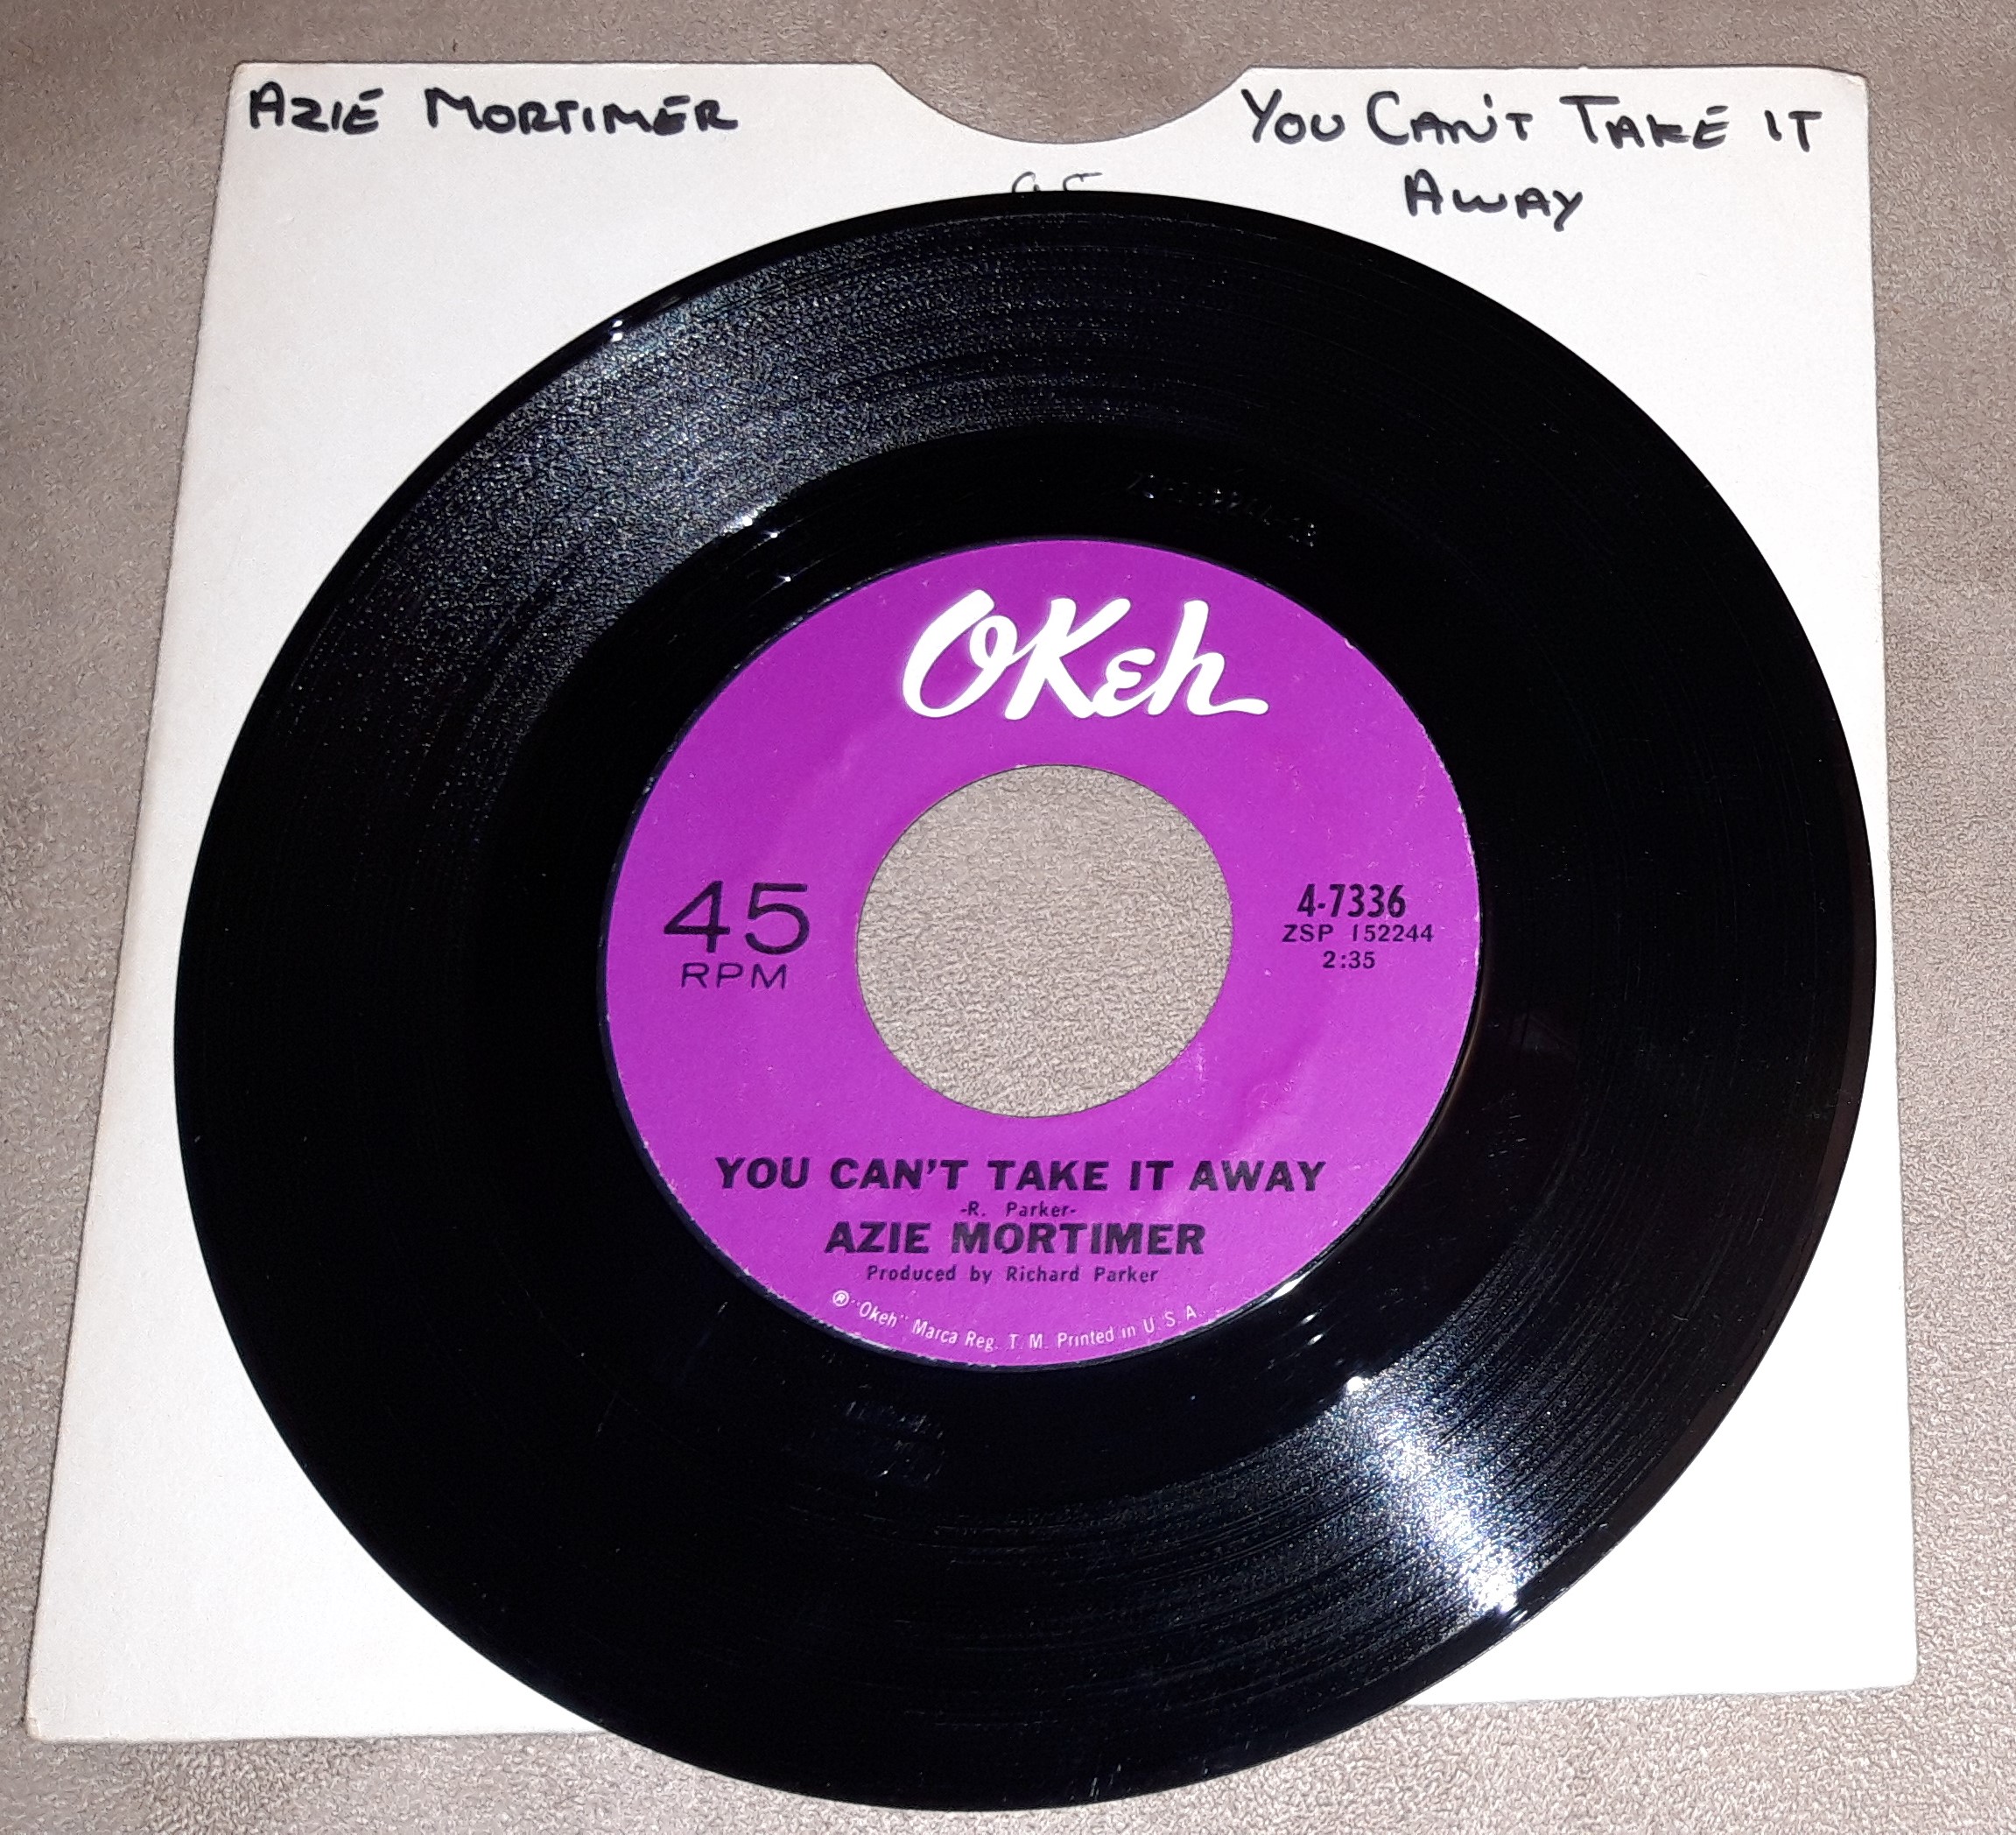 AZIE MORTIMER
YOU CAN'T TAKE IT
AWAY
OKeh
45
RPM
4-7336
ZSP 152244
2:35
YOU CAN'T TAKE IT AWAY
-R. Parker-
AZIE MORTIMER
Produced by Richard Parker
® "Okeh" Marca Reg. T. M. Printed in U. S. A.